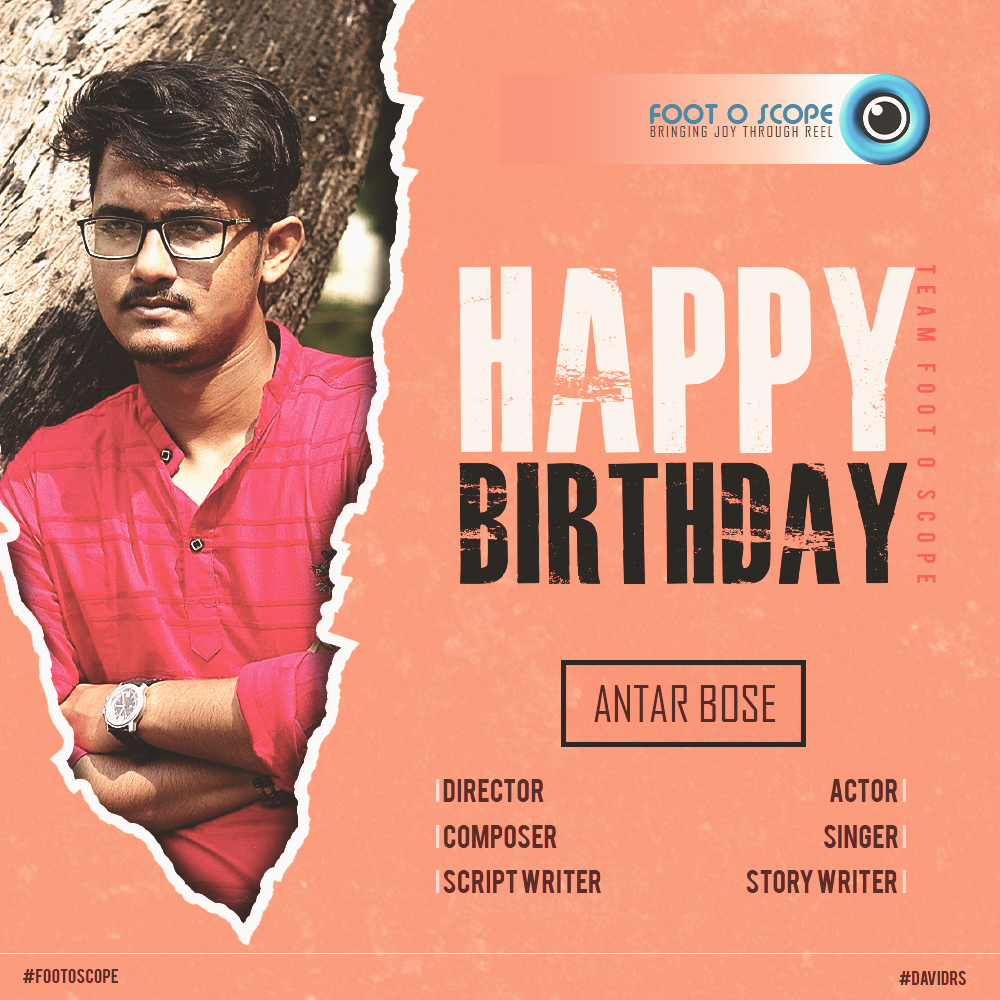 FOOT O SCOPE
BRINGING JOY THROUGH REEL
HAPPY
BIRTHDAY
TEAM FOOT O SCOPE
ANTAR BOSE
DIRECTOR
ACTOR
COMPOSER
SINGER
SCRIPT WRITER
STORY WRITER
#FOOTOSCOPE
#DAVIDRS